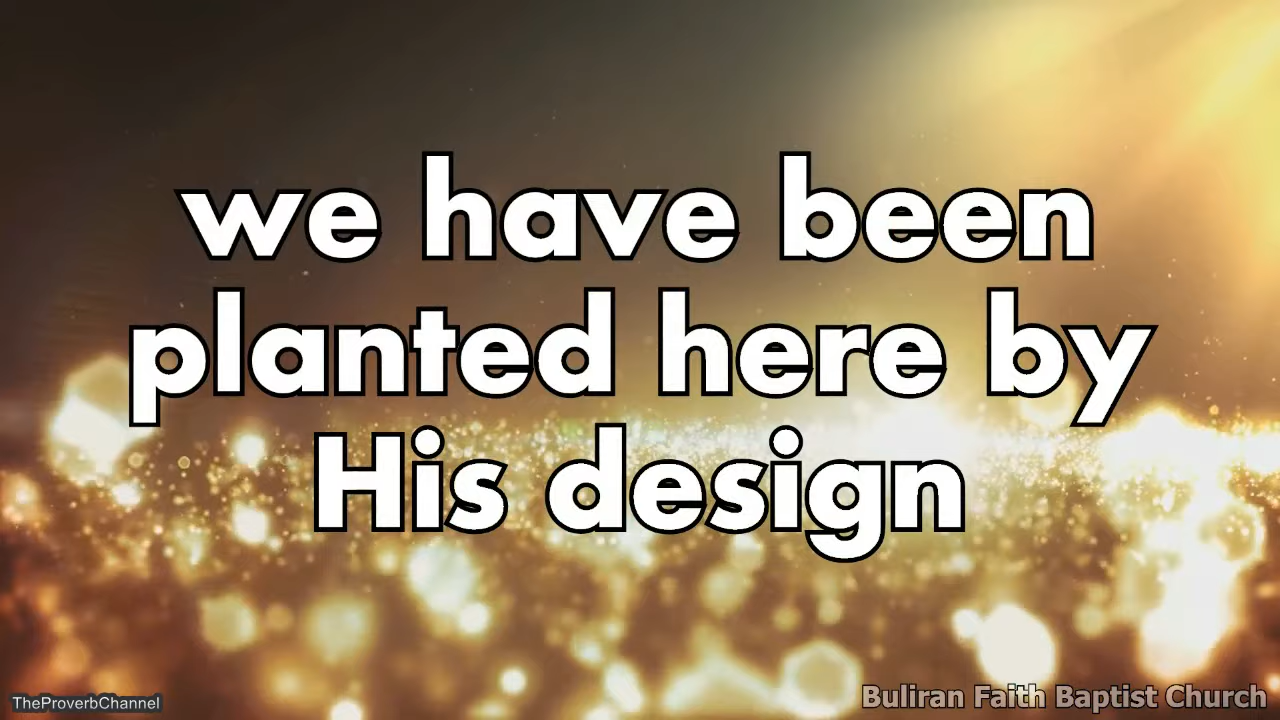 we have been
planted here by
His design
TheProverbChannel
Buliran Faith Baptist Church